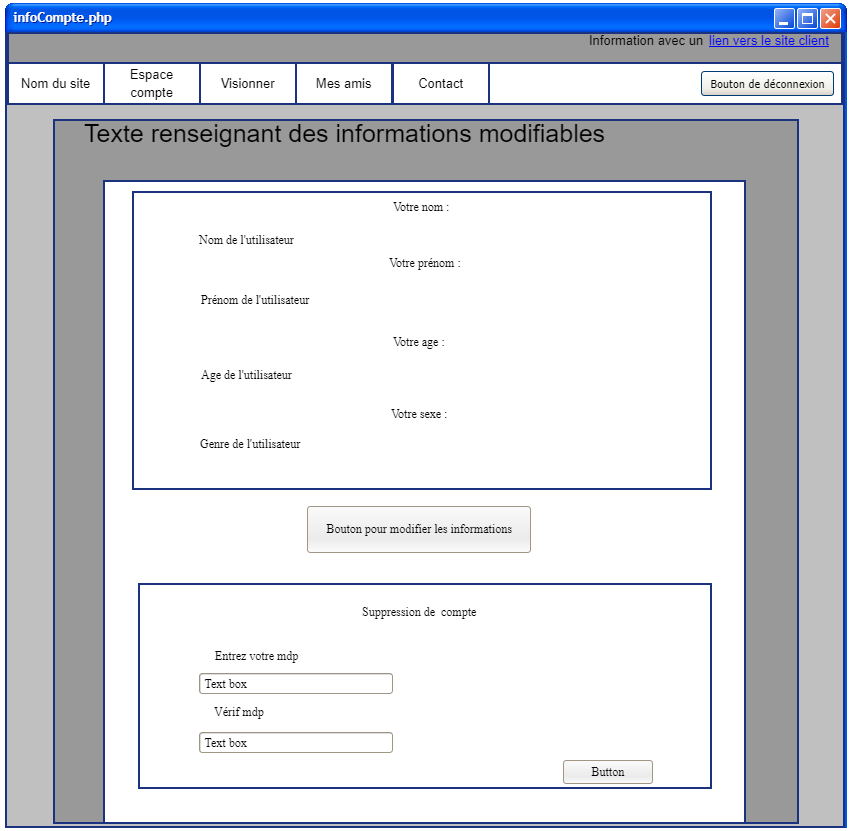 infoCompte.php
Information avec un lien vers le site client
Nom du site
Espace
compte
Visionner
Mes amis
Contact
Bouton de déconnexion
Texte renseignant des informations modifiables
Votre nom :
Nom de l'utilisateur
Votre prénom :
Prénom de l'utilisateur
Votre age :
Age de l'utilisateur
Votre sexe :
Genre de l'utilisateur
Bouton pour modifier les informations
Suppression de compte
Entrez votre mdp
Text box
Vérif mdp
Text box
Button